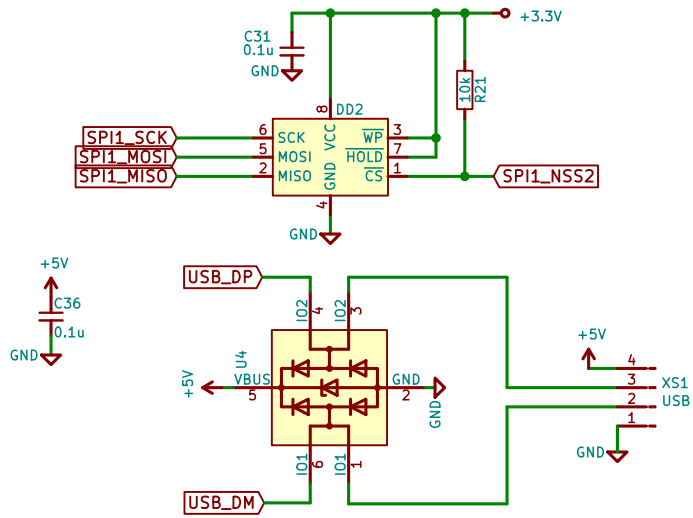 +3.3V
C31
0.1u
GND
10k
R21
8
DD2
SPI1_SCK
6
SCK
VCC
WP
3
SPI1_MOSI
5
MOSI
HOLD
7
SPI1_MISO
2
MISO
GND
CS
1
SPI1_NSS2
4
GND
+5V
C36
0.1u
GND
USB_DP
IO2
4
IO2
3
U4
+5V
VBUS
5
GND
2
GND
+5V
4
3
XS1
2
USB
1
GND
IO1
6
IO1
1
USB_DM